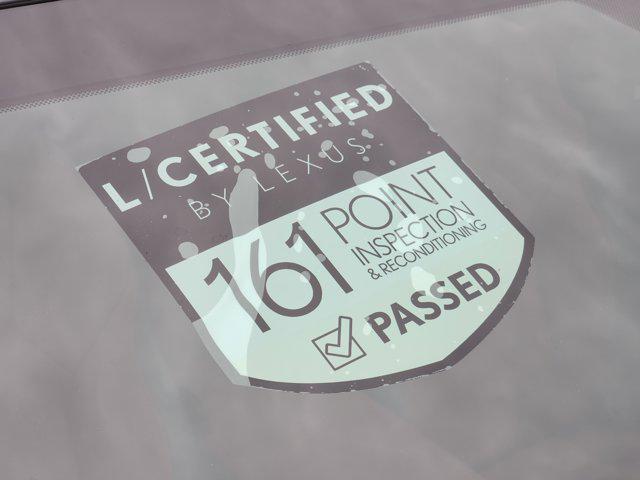 L/CERTIFIED
BY LEXUS
161 POINT
INSPECTION
& RECONDITIONING
PASSED